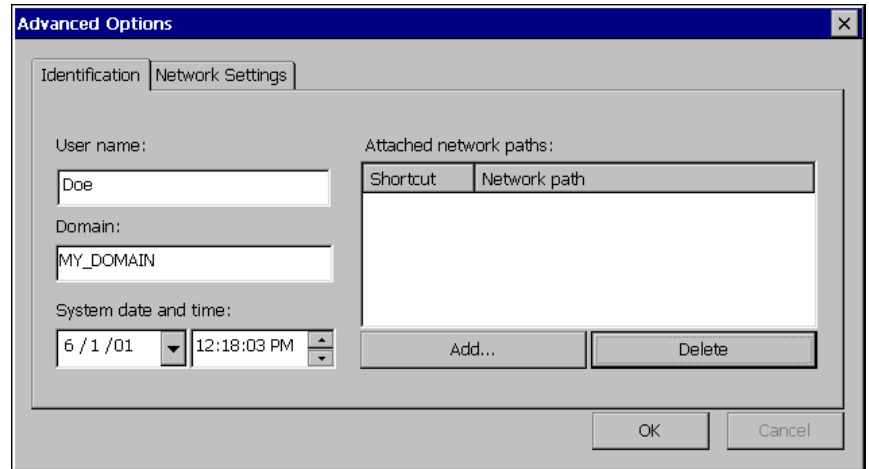 Advanced Options
Identification
Network Settings
User name:
Doe
Domain:
MY_DOMAIN
System date and time:
6 / 1 /01
12:18:03 PM
Attached network paths:
Shortcut
Network path
Add...
Delete
OK
Cancel